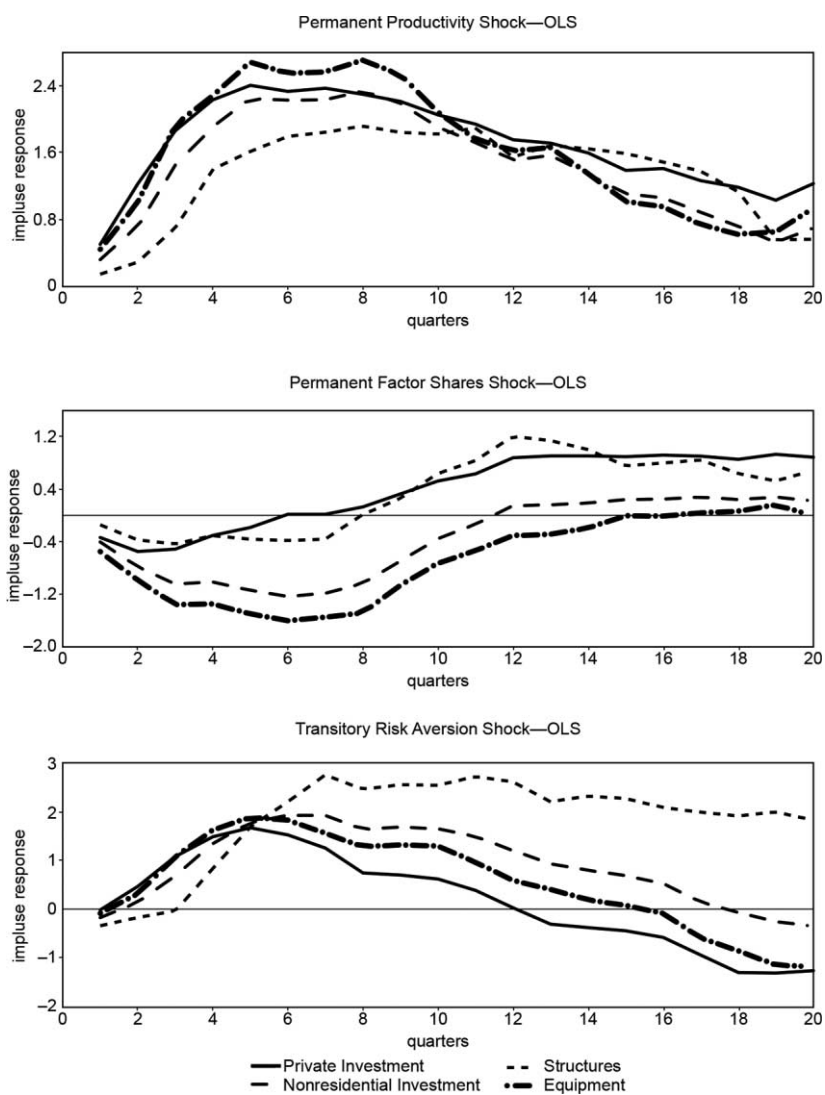 Permanent Productivity Shock—OLS
2.4
1.6
0.8
0
impluse response
0 2 4 6 8 10 12 14 16 18 20
quarters
Permanent Factor Shares Shock—OLS
1.2
0.4
–0.4
–1.2
–2.0
impluse response
0 2 4 6 8 10 12 14 16 18 20
quarters
Transitory Risk Aversion Shock—OLS
3
2
1
0
–1
–2
impluse response
0 2 4 6 8 10 12 14 16 18 20
quarters
Private Investment Structures
Nonresidential Investment Equipment